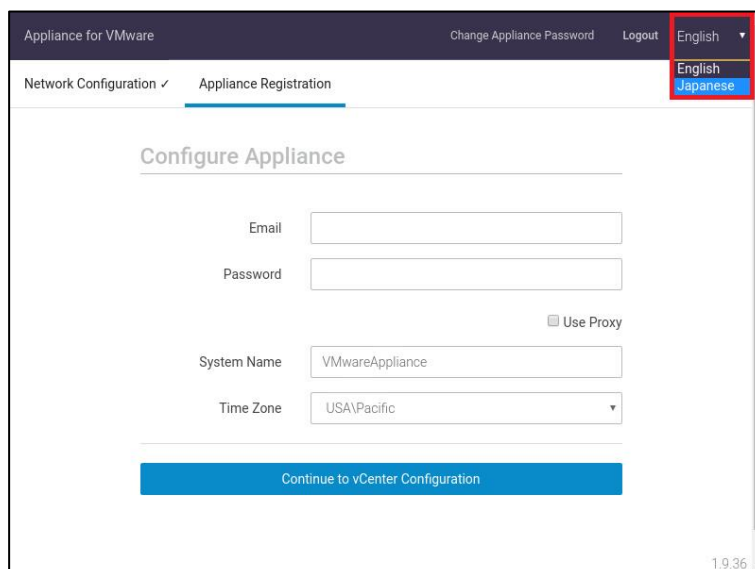 Appliance for VMware Change Appliance Password Logout English ▼
English
Japanese
Network Configuration ✓ Appliance Registration
Configure Appliance
Email
Password
Use Proxy
System Name VMwareAppliance
Time Zone USA\Pacific ▼
Continue to vCenter Configuration
1.9.36